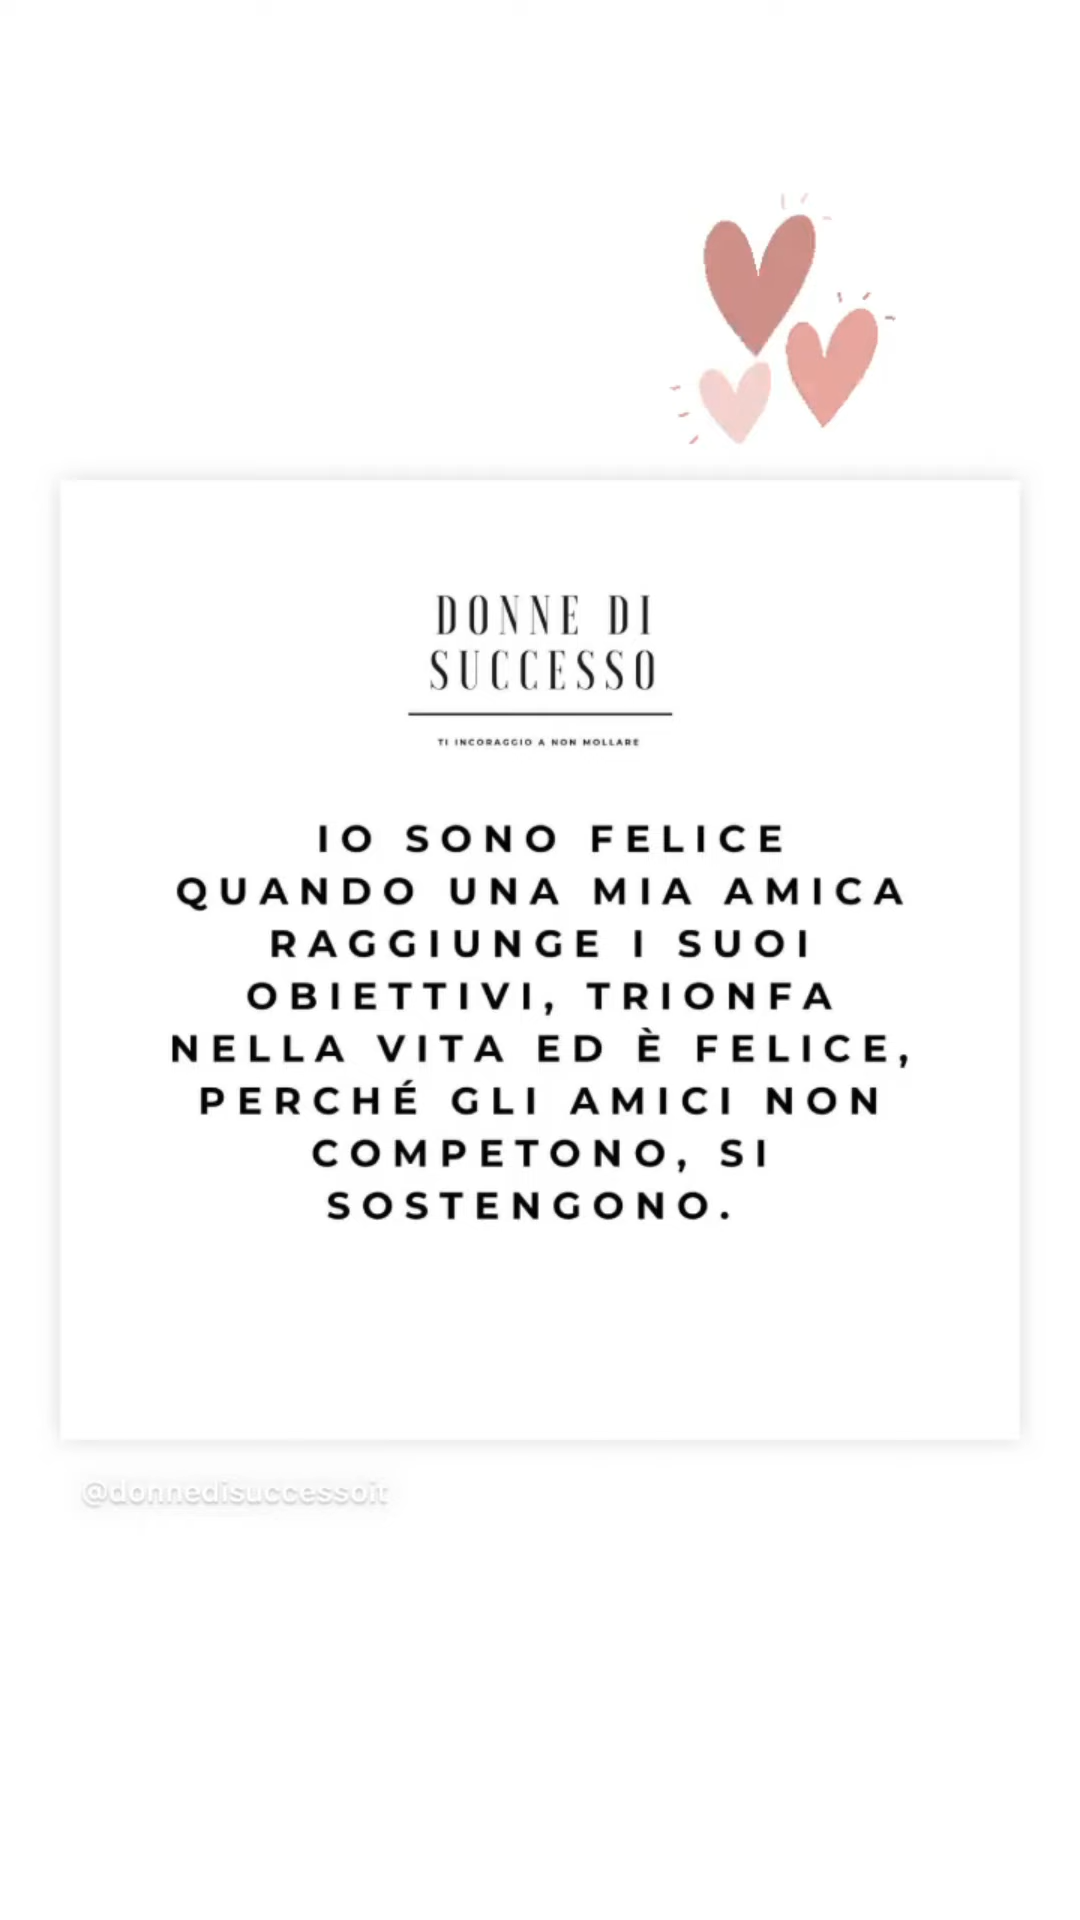 DONNE DI
SUCCESSO
TI INCORAGGIO A NON MOLLARE
IO SONO FELICE
QUANDO UNA MIA AMICA
RAGGIUNGE I SUOI
OBIETTIVI, TRIONFA
NELLA VITA ED È FELICE,
PERCHÉ GLI AMICI NON
COMPETONO, SI
SOSTENGONO.
@donnedisuccessoit